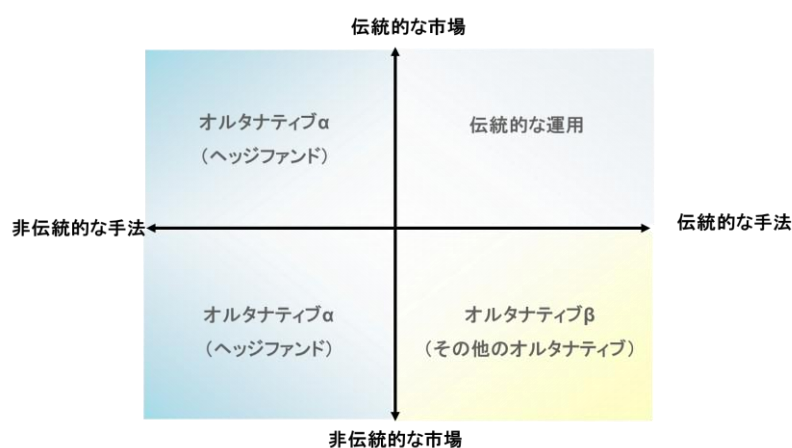 伝統的な市場
オルタナティブα
(ヘッジファンド)
伝統的な運用
非伝統的な手法
伝統的な手法
オルタナティブα
(ヘッジファンド)
オルタナティブβ
(その他のオルタナティブ)
非伝統的な市場